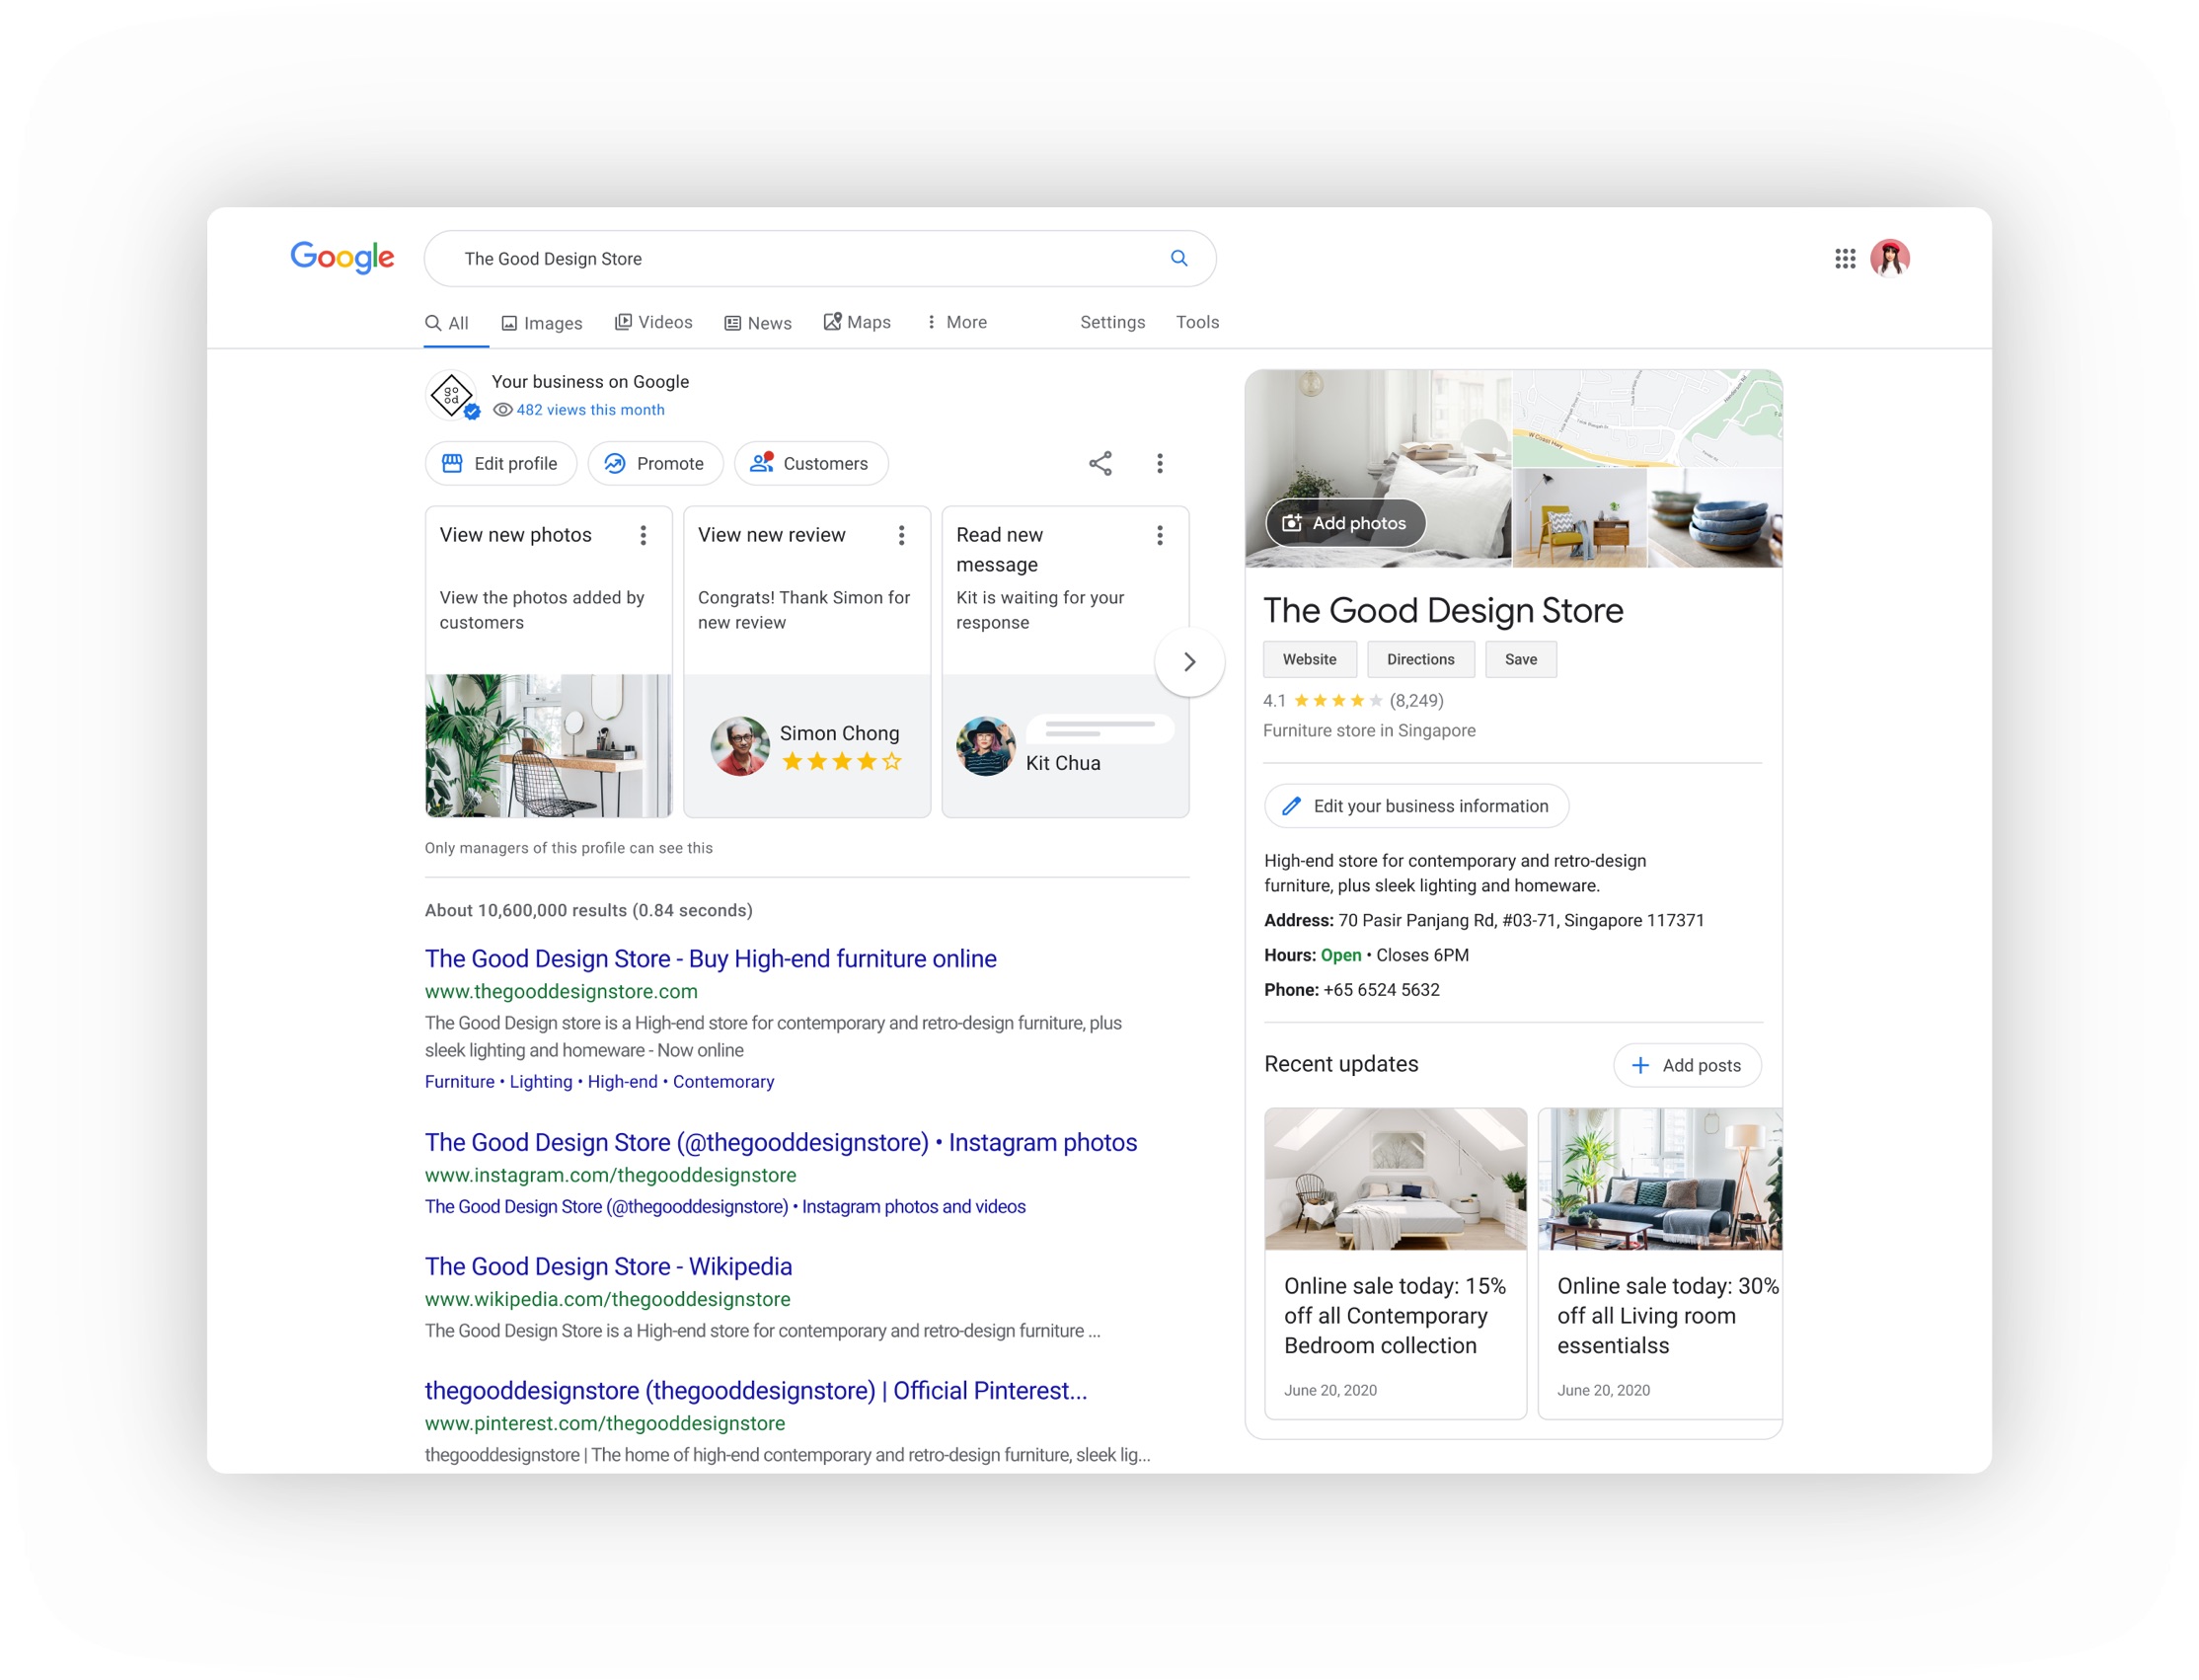 Google
The Good Design Store
All
Images
Videos
News
Maps
More
Settings
Tools
go
od
Your business on Google
482 views this month
Edit profile
Promote
Customers
View new photos
View the photos added by
customers
View new review
Congrats! Thank Simon for
new review
Simon Chong
Read new
message
Kit is waiting for your
response
Kit Chua
Only managers of this profile can see this
About 10,600,000 results (0.84 seconds)
The Good Design Store - Buy High-end furniture online
www.thegooddesignstore.com
The Good Design store is a High-end store for contemporary and retro-design furniture, plus
sleek lighting and homeware - Now online
Furniture • Lighting • High-end • Contemorary
The Good Design Store (@thegooddesignstore) • Instagram photos
www.instagram.com/thegooddesignstore
The Good Design Store (@thegooddesignstore) • Instagram photos and videos
The Good Design Store - Wikipedia
www.wikipedia.com/thegooddesignstore
The Good Design Store is a High-end store for contemporary and retro-design furniture ...
thegooddesignstore (thegooddesignstore) | Official Pinterest...
www.pinterest.com/thegooddesignstore
thegooddesignstore | The home of high-end contemporary and retro-design furniture, sleek lig...
W Coast Hwy
Add photos
The Good Design Store
Website
Directions
Save
4.1 (8,249)
Furniture store in Singapore
Edit your business information
High-end store for contemporary and retro-design
furniture, plus sleek lighting and homeware.
Address: 70 Pasir Panjang Rd, #03-71, Singapore 117371
Hours: Open • Closes 6PM
Phone: +65 6524 5632
Recent updates
Add posts
Online sale today: 15%
off all Contemporary
Bedroom collection
June 20, 2020
Online sale today: 30%
off all Living room
essentialss
June 20, 2020